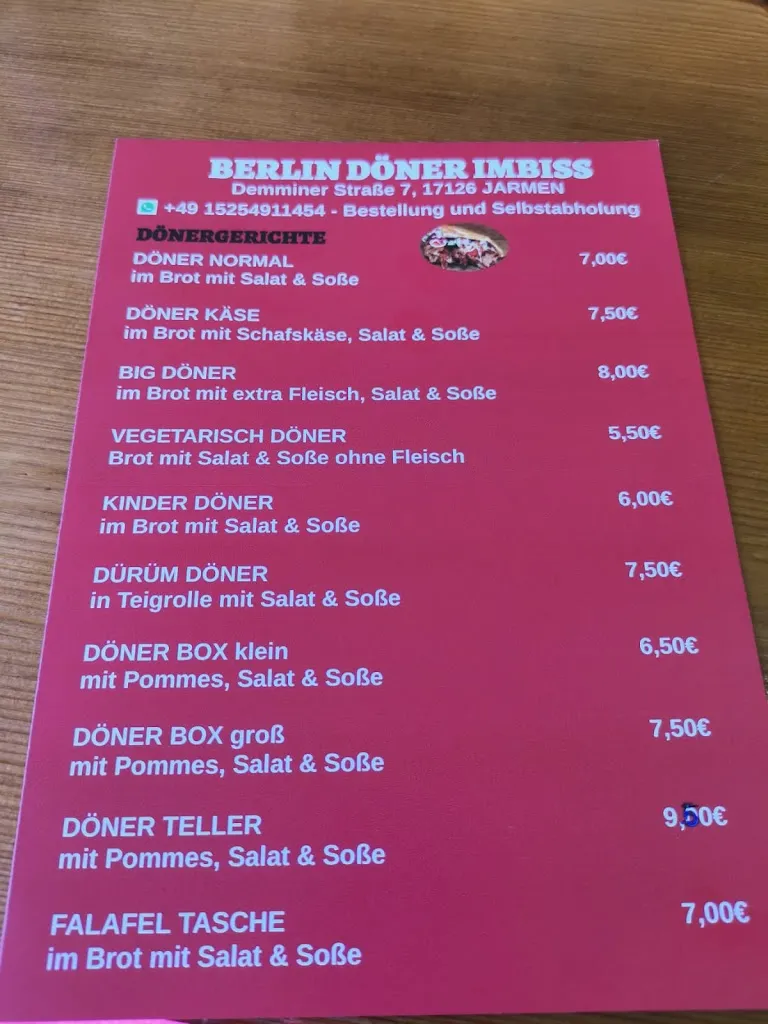 BERLIN DÖNER IMBISS
Demminer Straße 7, 17126 JARMEN
+49 15254911454 - Bestellung und Selbstabholung
DÖNERGERICHTE
DÖNER NORMAL 7,00€
im Brot mit Salat & Soße
DÖNER KÄSE 7,50€
im Brot mit Schafskäse, Salat & Soße
BIG DÖNER 8,00€
im Brot mit extra Fleisch, Salat & Soße
VEGETARISCH DÖNER 5,50€
Brot mit Salat & Soße ohne Fleisch
KINDER DÖNER 6,00€
im Brot mit Salat & Soße
DÜRÜM DÖNER 7,50€
in Teigrolle mit Salat & Soße
DÖNER BOX klein 6,50€
mit Pommes, Salat & Soße
DÖNER BOX groß 7,50€
mit Pommes, Salat & Soße
DÖNER TELLER 9,50€
mit Pommes, Salat & Soße
FALAFEL TASCHE 7,00€
im Brot mit Salat & Soße